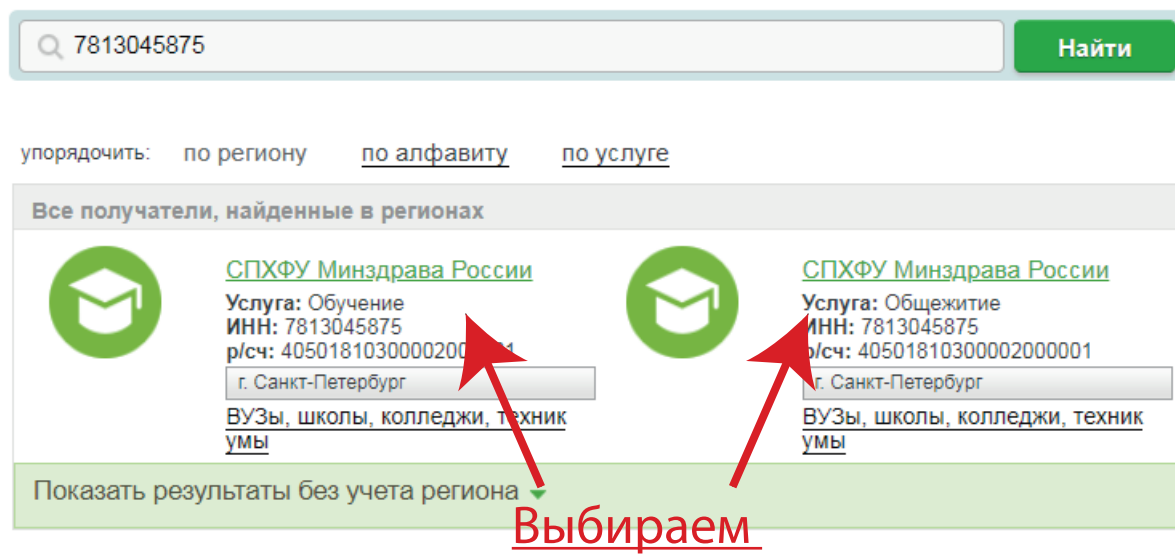 7813045875
Найти
упорядочить: по региону по алфавиту по услуге
Все получатели, найденные в регионах
СПХФУ Минздрава России
Услуга: Обучение
ИНН: 7813045875
р/сч: 40501810300002000001
г. Санкт-Петербург
ВУЗы, школы, колледжи, техник
умы
СПХФУ Минздрава России
Услуга: Общежитие
ИНН: 7813045875
р/сч: 40501810300002000001
г. Санкт-Петербург
ВУЗы, школы, колледжи, техник
умы
Показать результаты без учета региона
Выбираем